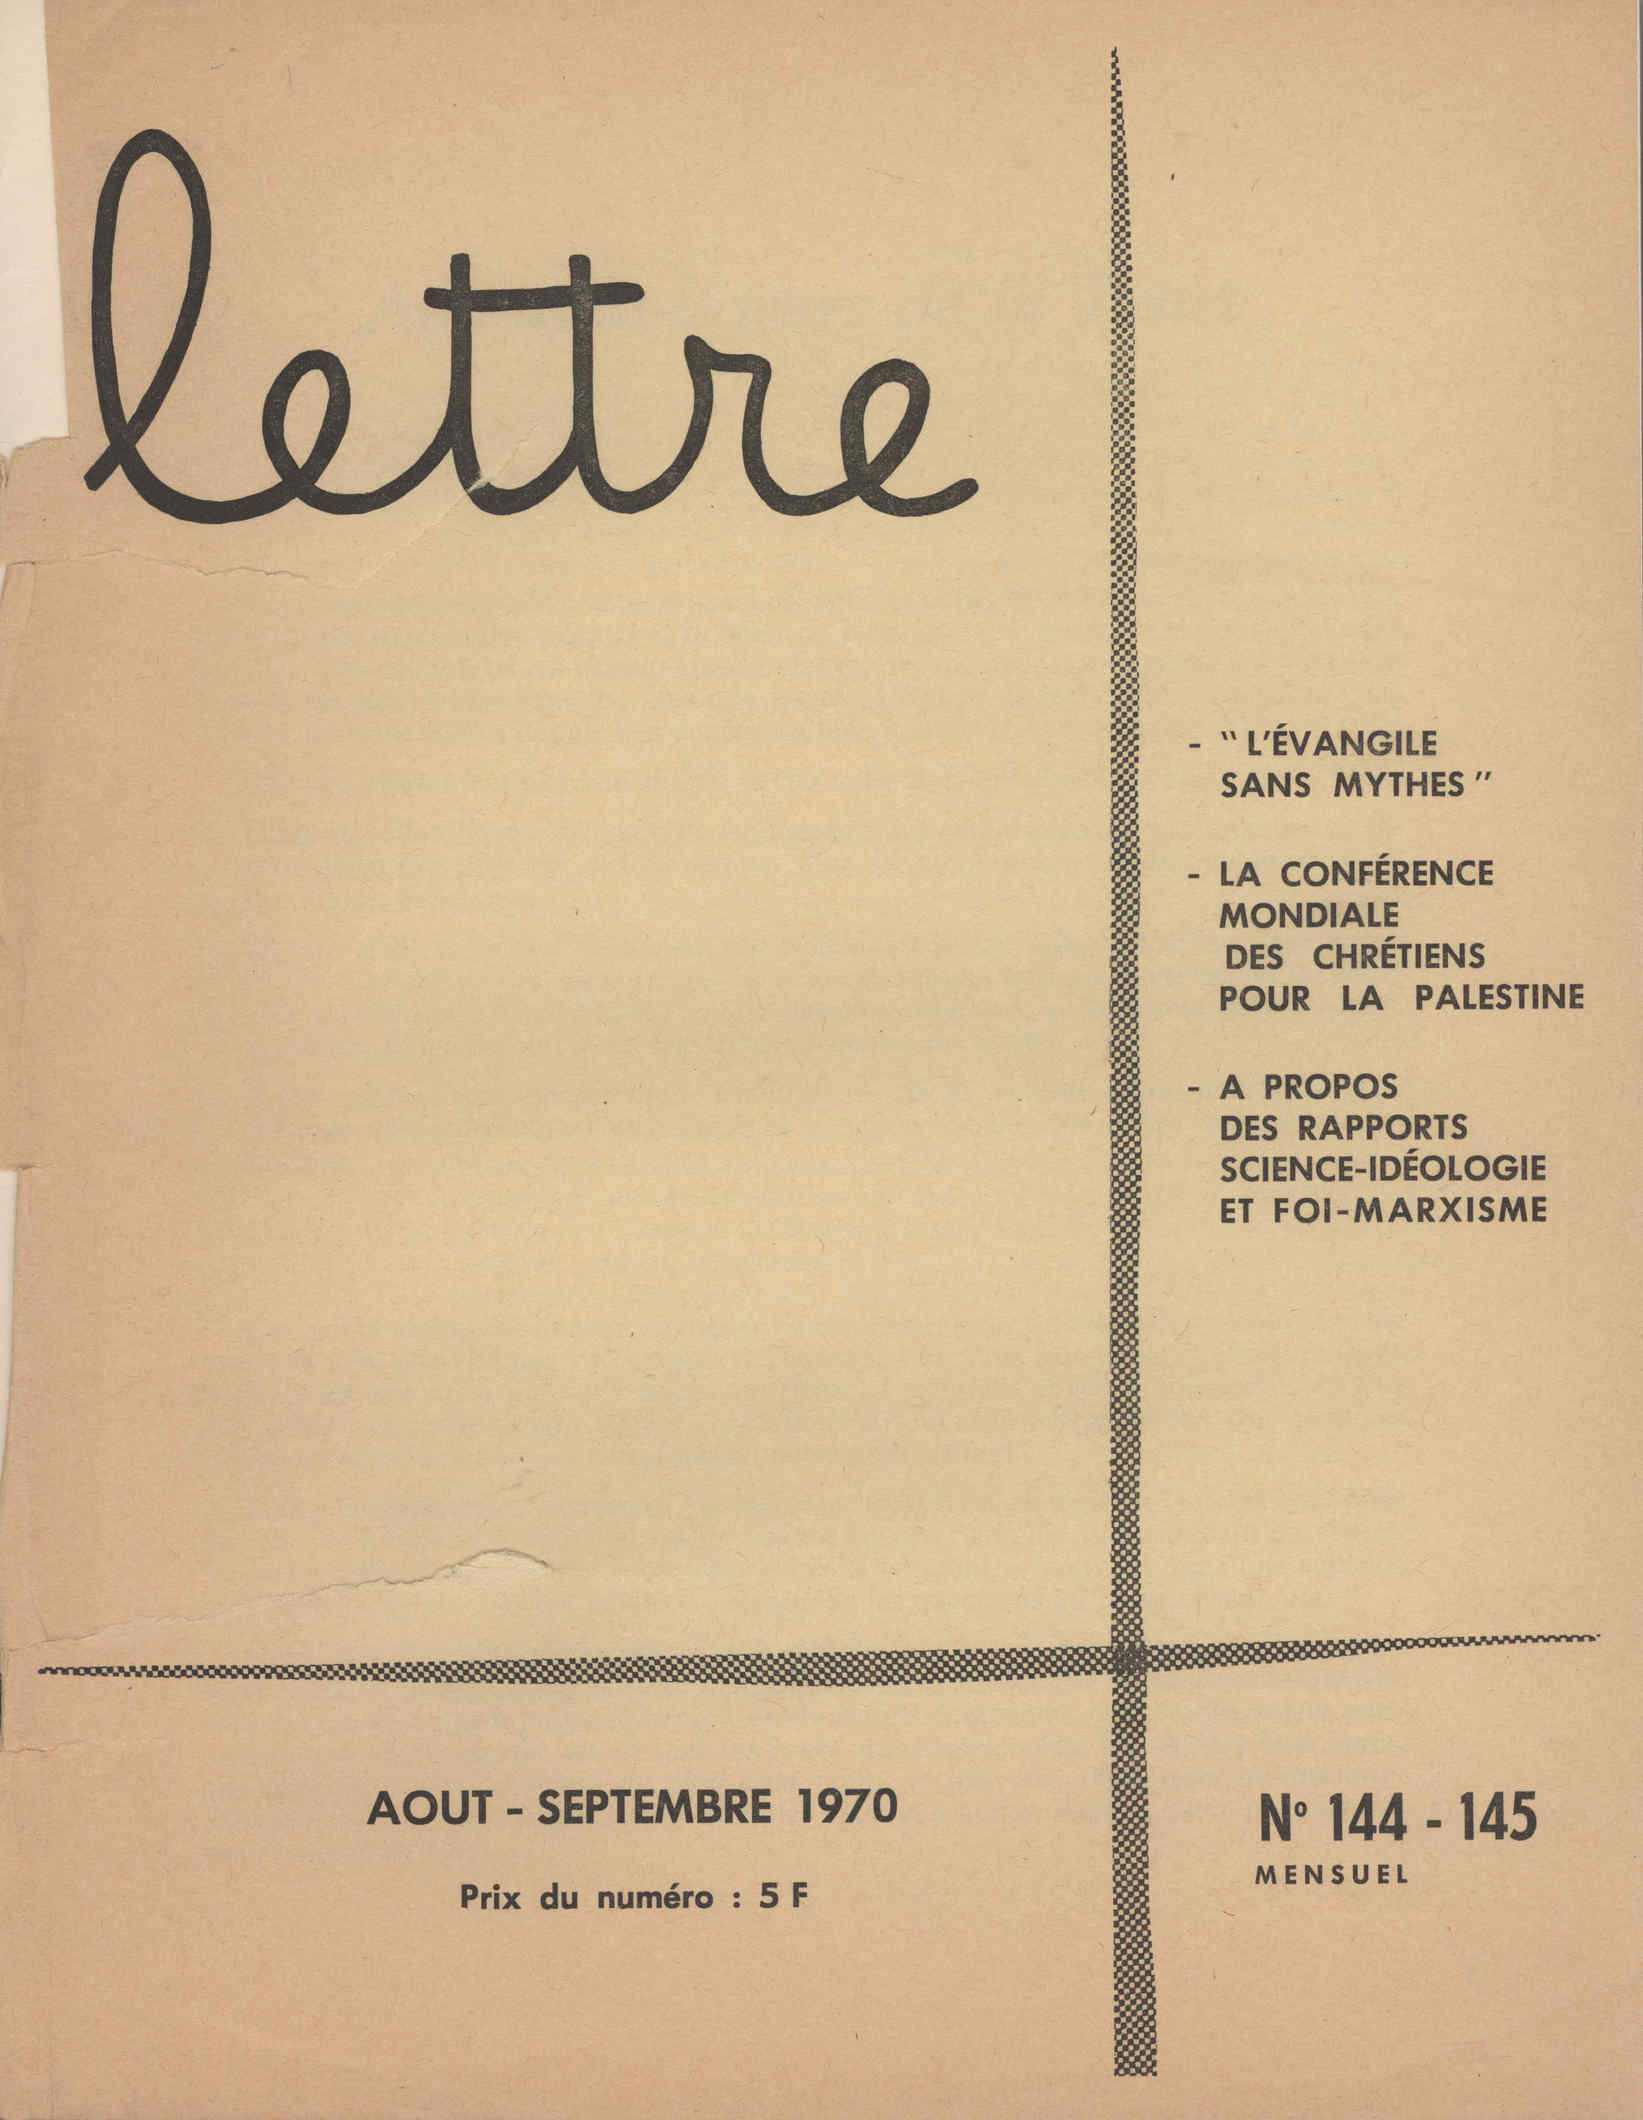 lettre
- " L'ÉVANGILE
SANS MYTHES "
- LA CONFÉRENCE
MONDIALE
DES CHRÉTIENS
POUR LA PALESTINE
- A PROPOS
DES RAPPORTS
SCIENCE-IDÉOLOGIE
ET FOI-MARXISME
AOUT - SEPTEMBRE 1970
Prix du numéro : 5 F
Nº 144 - 145
MENSUEL